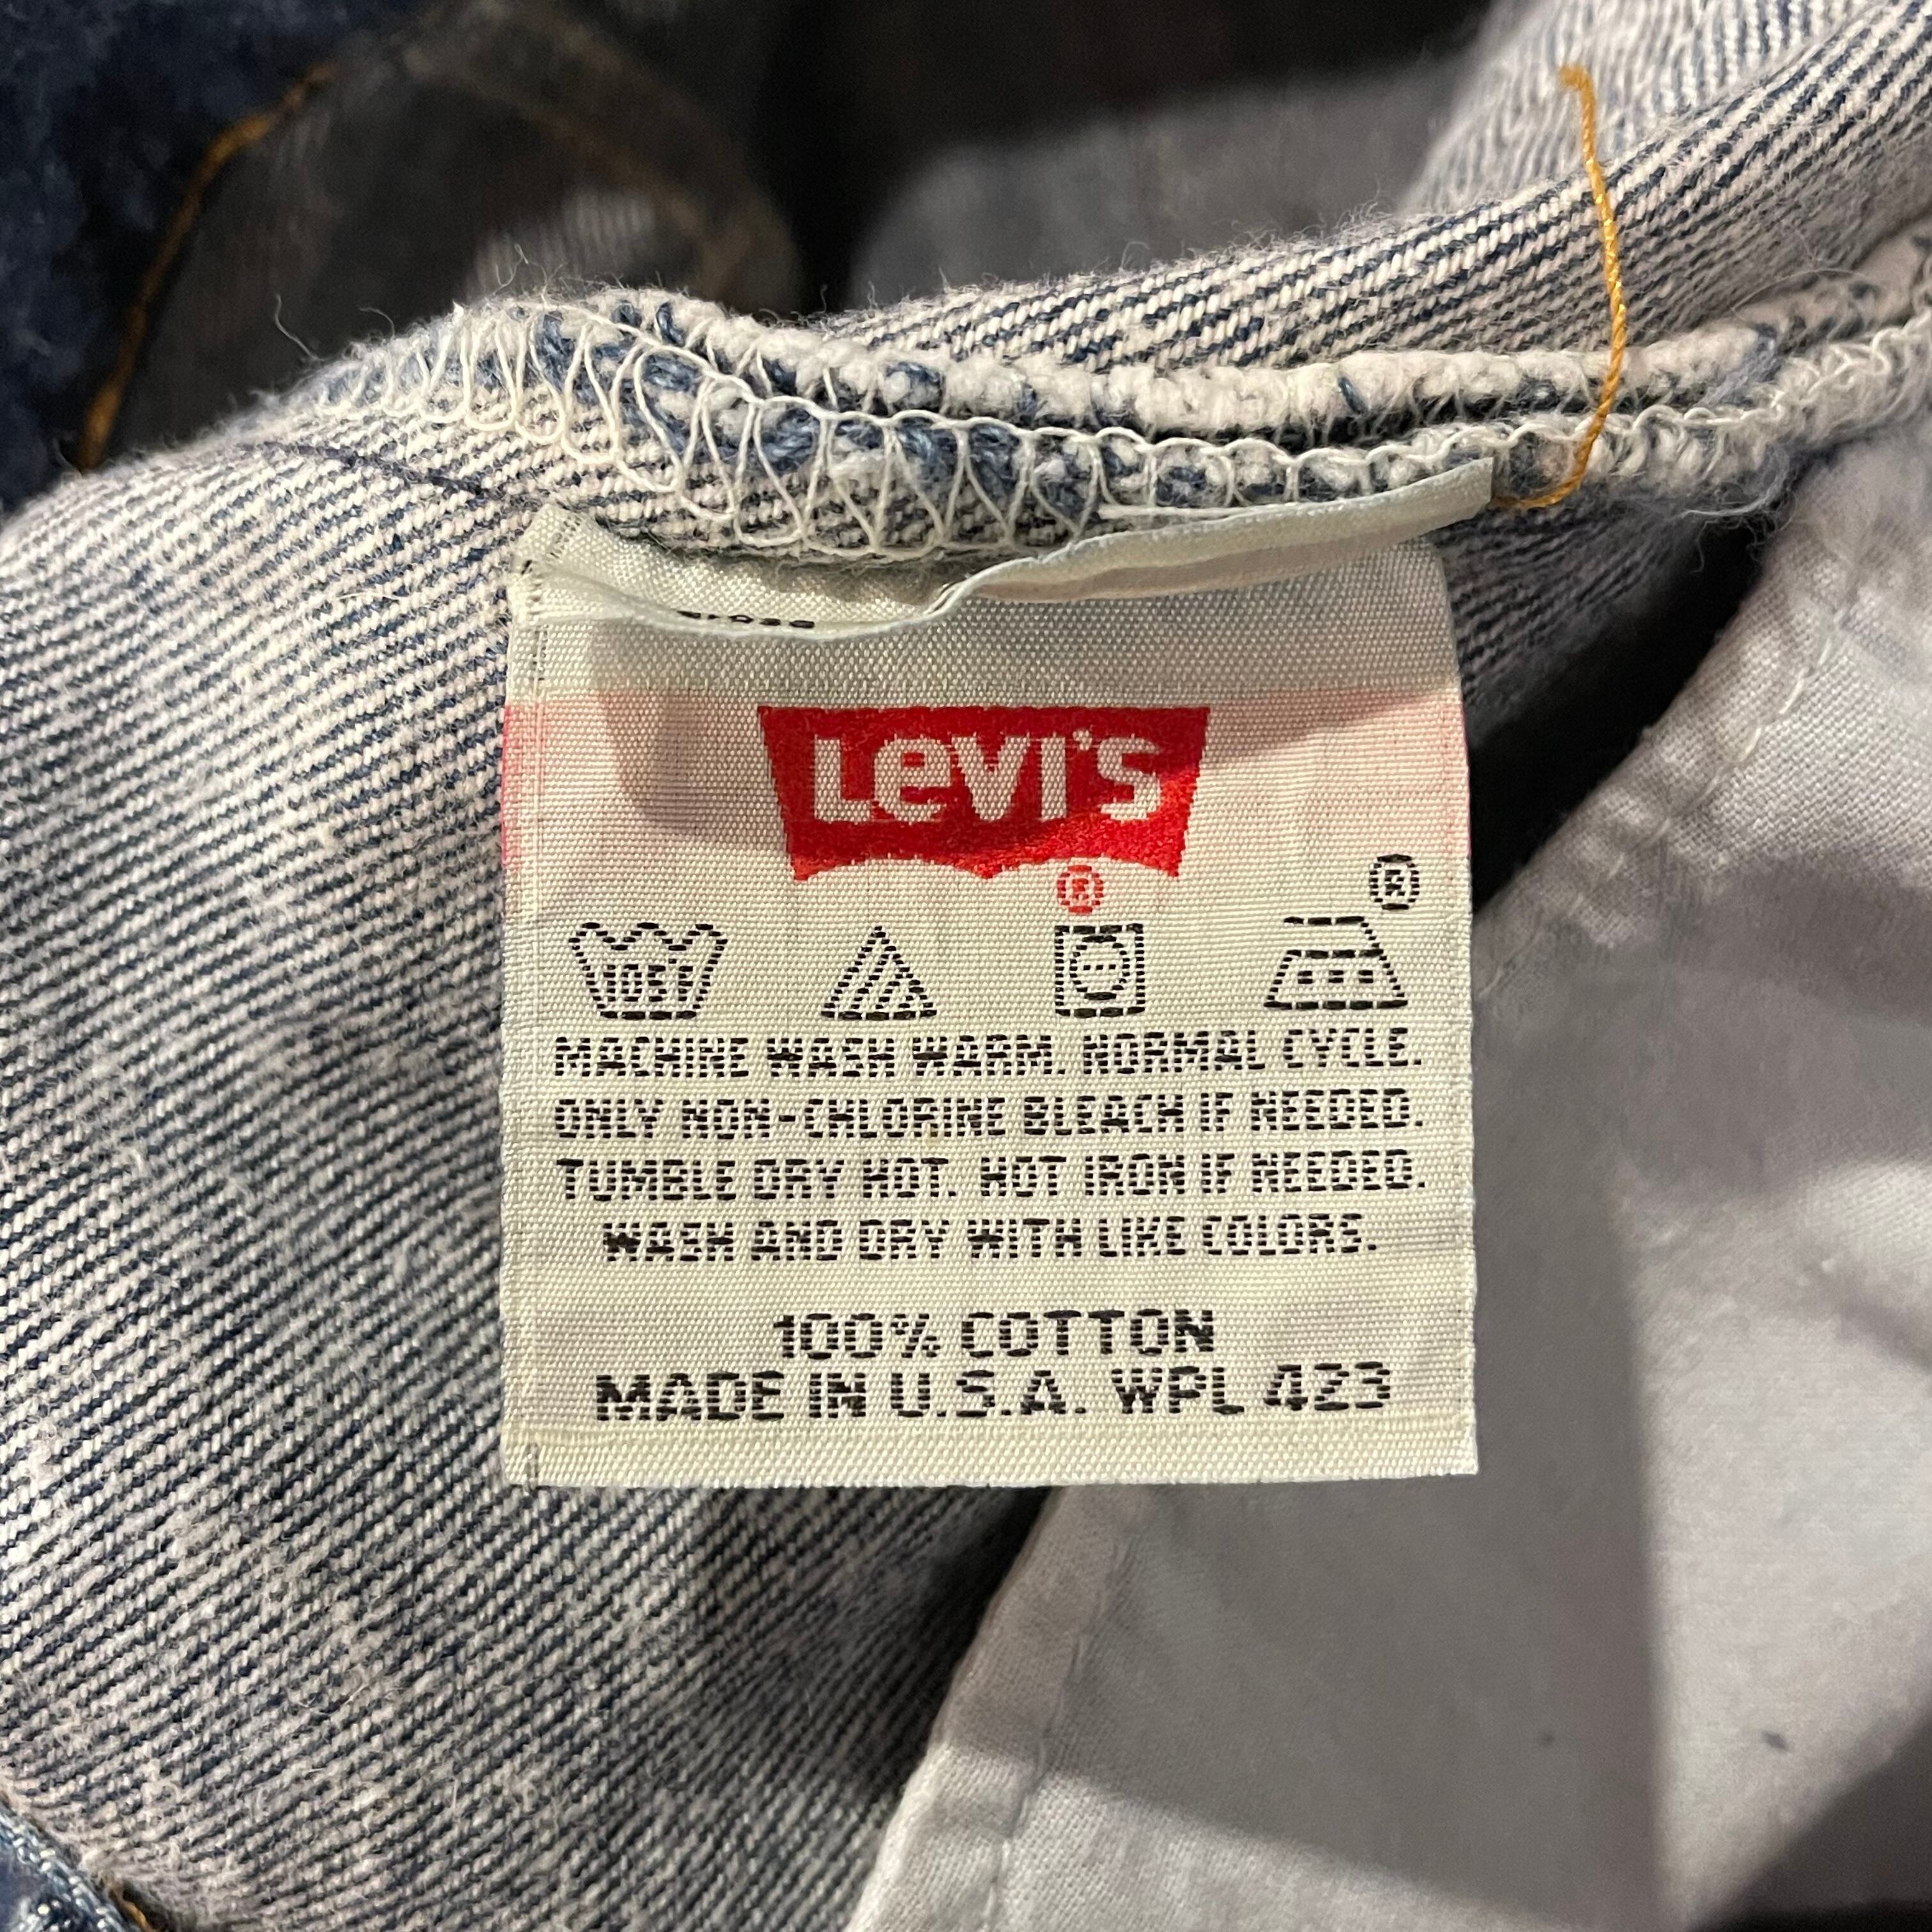 LEVI'S
®
®
105F
MACHINE WASH WARM. NORMAL CYCLE.
ONLY NON-CHLORINE BLEACH IF NEEDED.
TUMBLE DRY HOT. HOT IRON IF NEEDED.
WASH AND DRY WITH LIKE COLORS.
100% COTTON
MADE IN U.S.A. WPL 423